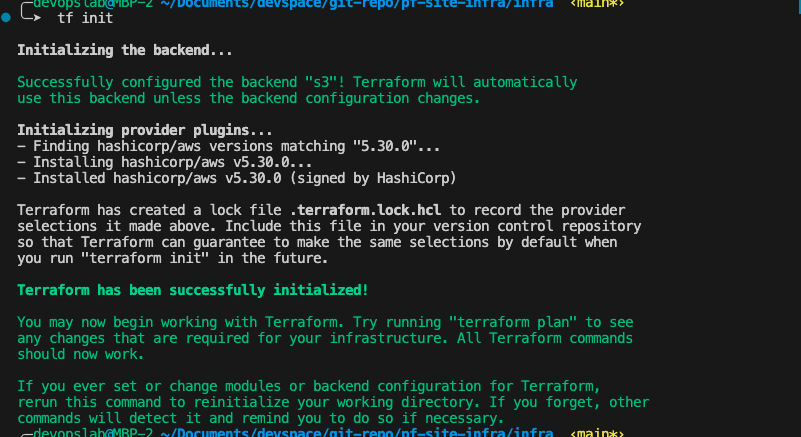 devopslab@MBP-2 ~/Documents/devspace/git-repo/pf-site-infra/infra ‹main*›
tf init
Initializing the backend...
Successfully configured the backend "s3"! Terraform will automatically
use this backend unless the backend configuration changes.
Initializing provider plugins...
- Finding hashicorp/aws versions matching "5.30.0"...
- Installing hashicorp/aws v5.30.0...
- Installed hashicorp/aws v5.30.0 (signed by HashiCorp)
Terraform has created a lock file .terraform.lock.hcl to record the provider
selections it made above. Include this file in your version control repository
so that Terraform can guarantee to make the same selections by default when
you run "terraform init" in the future.
Terraform has been successfully initialized!
You may now begin working with Terraform. Try running "terraform plan" to see
any changes that are required for your infrastructure. All Terraform commands
should now work.
If you ever set or change modules or backend configuration for Terraform,
rerun this command to reinitialize your working directory. If you forget, other
commands will detect it and remind you to do so if necessary.
devopslab@MBP-2 ~/Documents/devspace/git-repo/pf-site-infra/infra ‹main*›